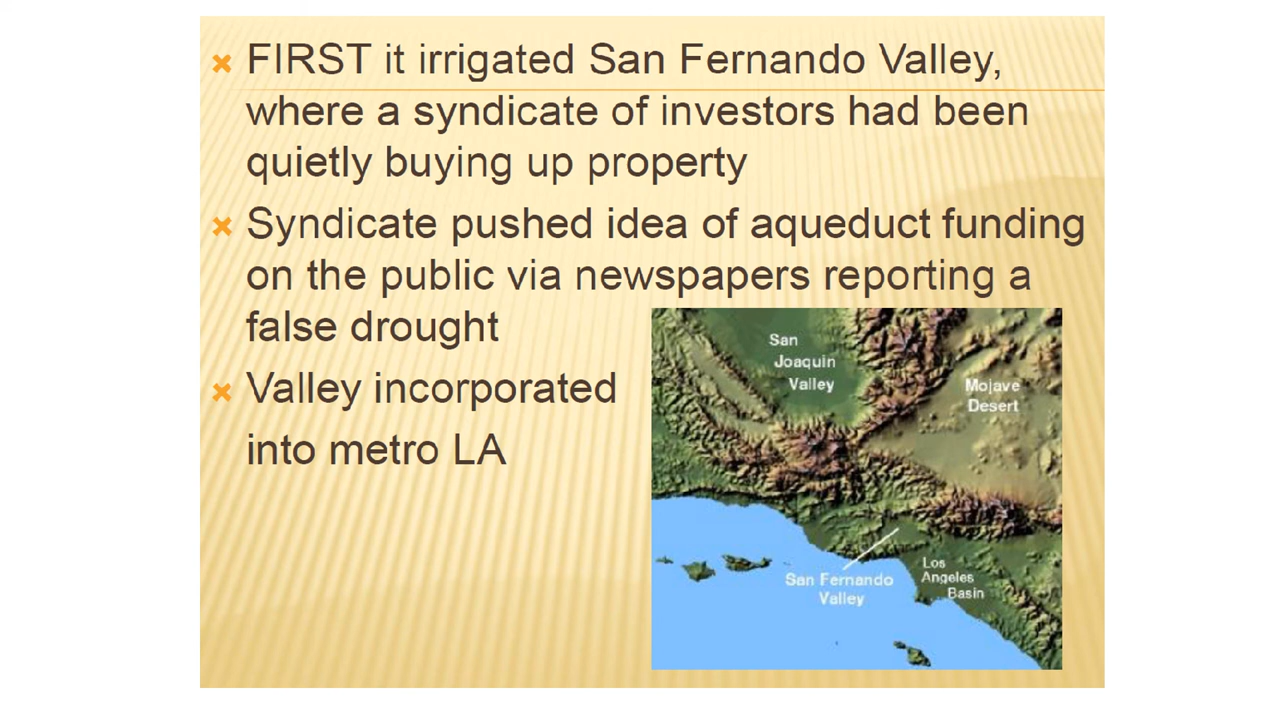 FIRST it irrigated San Fernando Valley,
where a syndicate of investors had been
quietly buying up property
Syndicate pushed idea of aqueduct funding
on the public via newspapers reporting a
false drought
Valley incorporated
into metro LA
San
Joaquin
Valley
Mojave
Desert
San Fernando
Valley
Los
Angeles
Basin